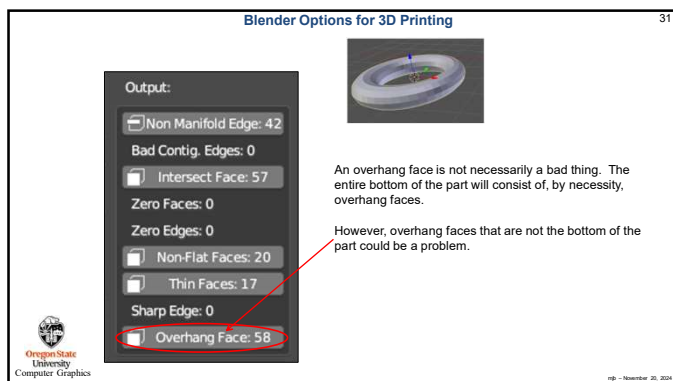 Blender Options for 3D Printing
31
Output:
Non Manifold Edge: 42
Bad Contig. Edges: 0
Intersect Face: 57
Zero Faces: 0
Zero Edges: 0
Non-Flat Faces: 20
Thin Faces: 17
Sharp Edge: 0
Overhang Face: 58
An overhang face is not necessarily a bad thing. The
entire bottom of the part will consist of, by necessity,
overhang faces.
However, overhang faces that are not the bottom of the
part could be a problem.
Oregon State
University
Computer Graphics
mjb – November 20, 2024